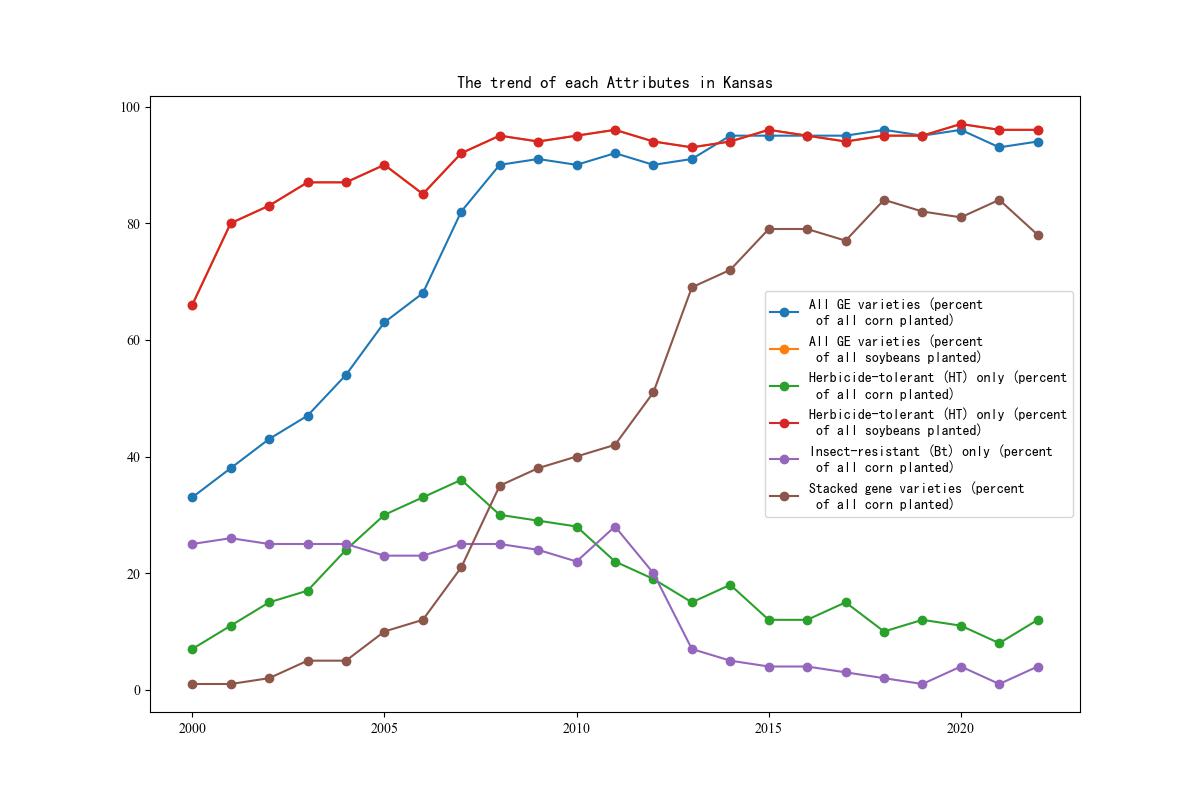 The trend of each Attributes in Kansas
100
80
60
40
20
0
All GE varieties (percent
of all corn planted)
All GE varieties (percent
of all soybeans planted)
Herbicide-tolerant (HT) only (percent
of all corn planted)
Herbicide-tolerant (HT) only (percent
of all soybeans planted)
Insect-resistant (Bt) only (percent
of all corn planted)
Stacked gene varieties (percent
of all corn planted)
2000 2005 2010 2015 2020